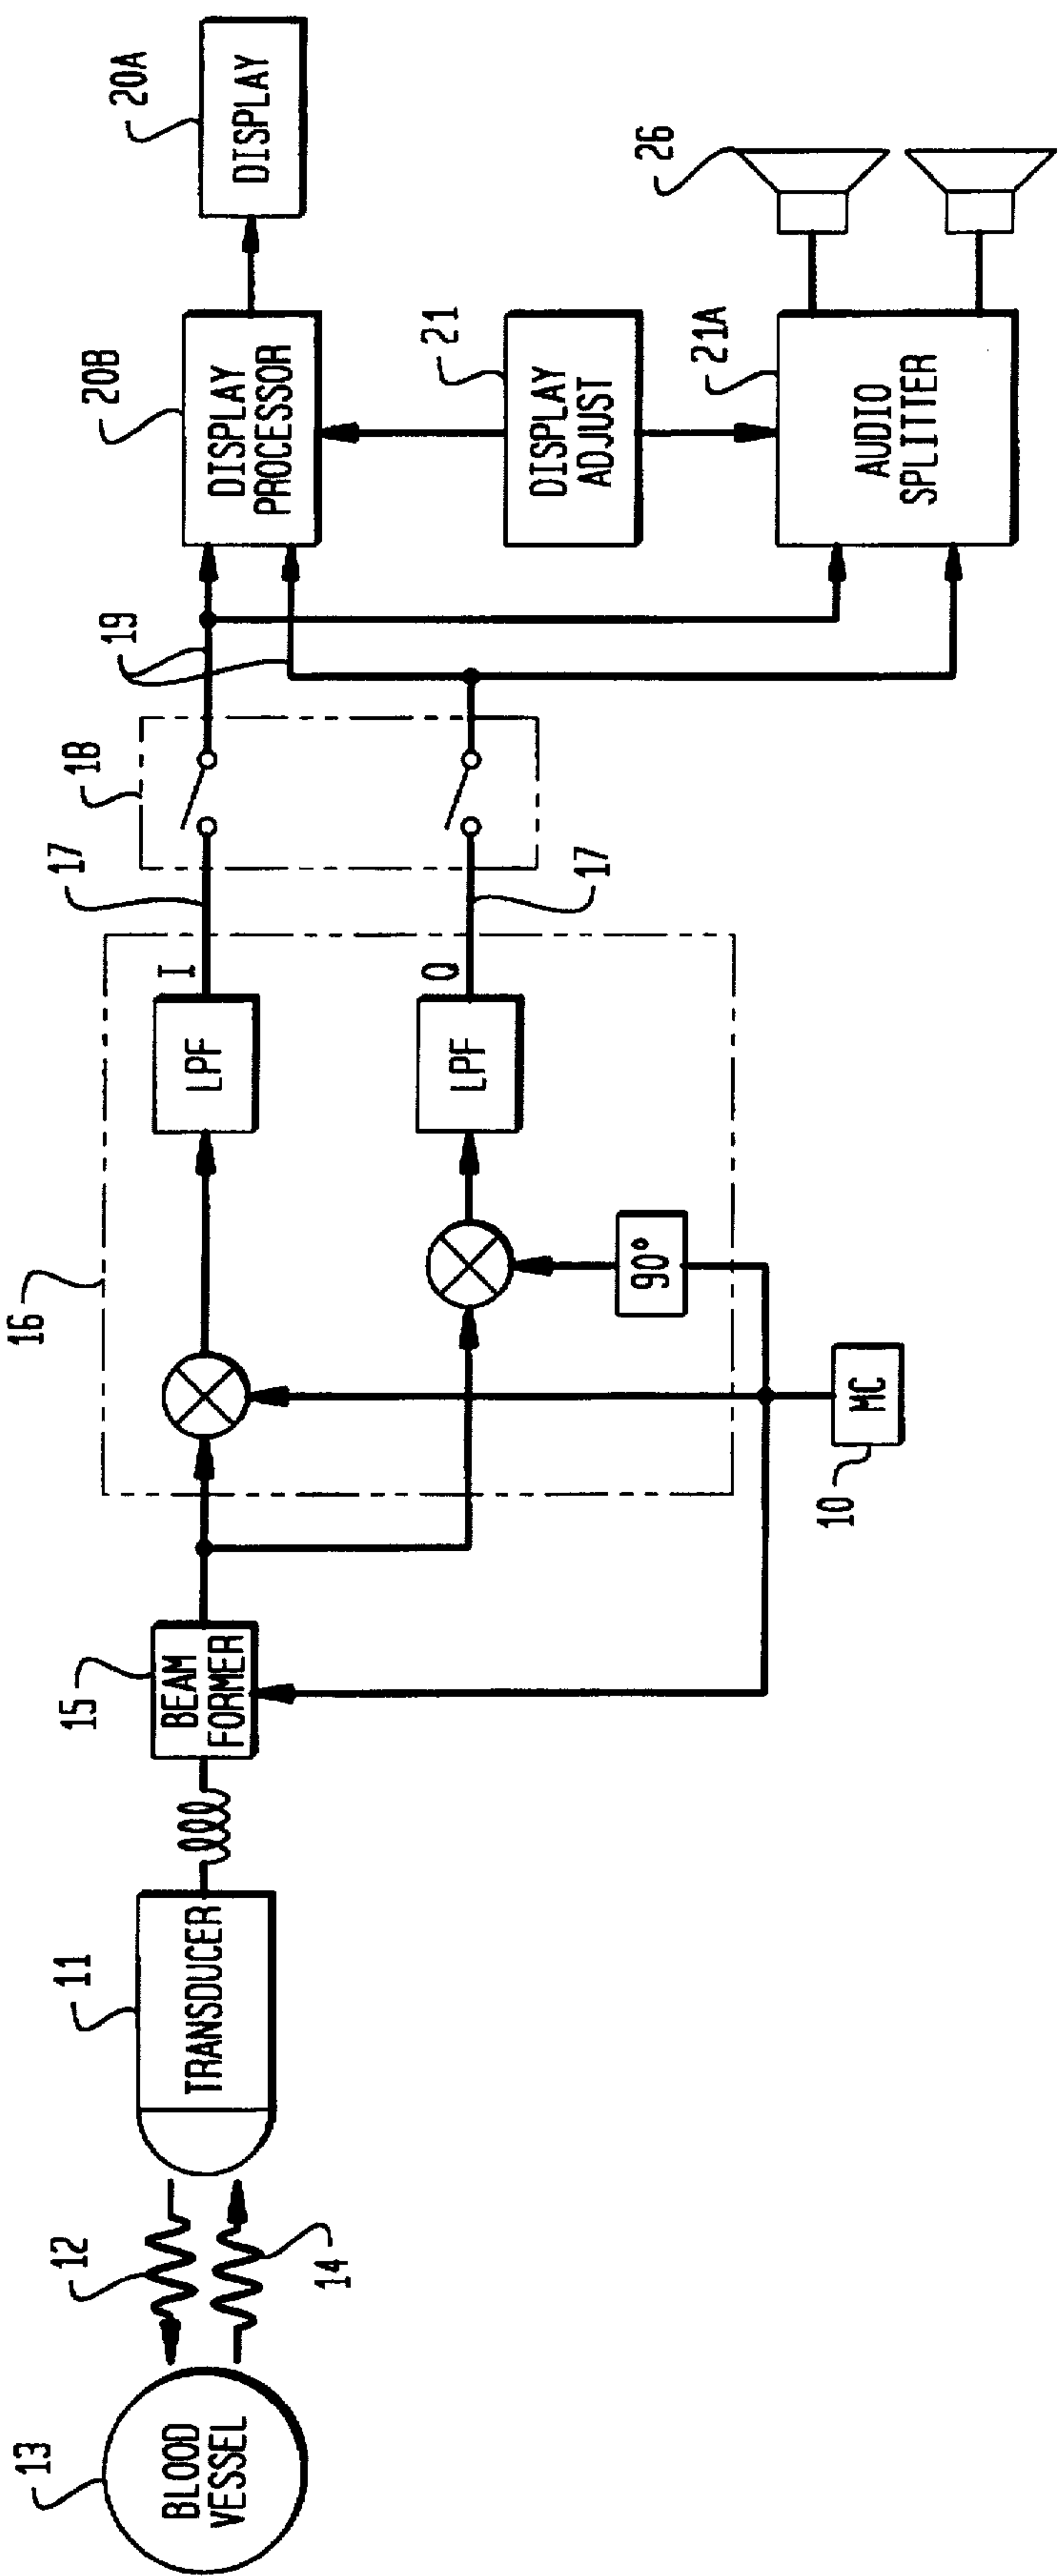 13
BLOOD
VESSEL
12
14
11
TRANSDUCER
15
BEAM
FORMER
16
90°
MC
10
LPF
I
LPF
Q
17
17
18
19
20B
DISPLAY
PROCESSOR
20A
DISPLAY
21
DISPLAY
ADJUST
21A
AUDIO
SPLITTER
26